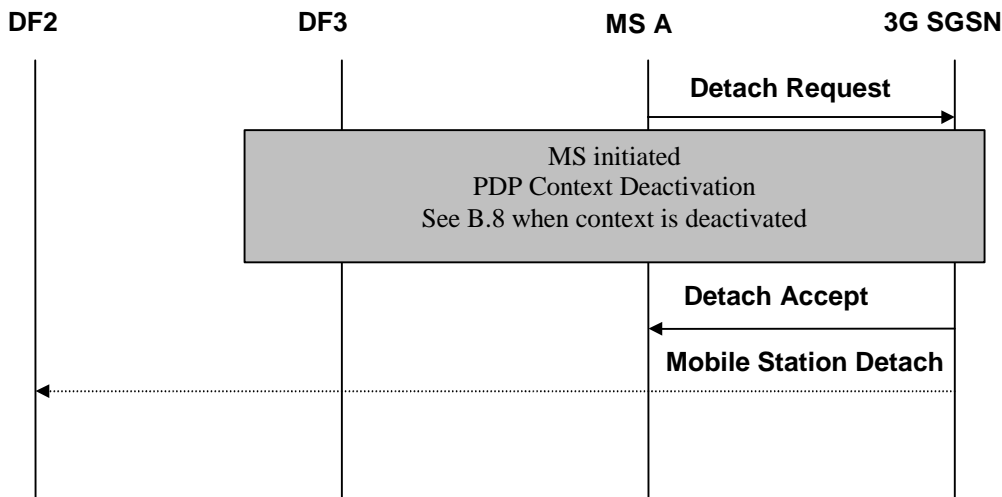 DF2 DF3 MS A 3G SGSN
Detach Request
MS initiated
PDP Context Deactivation
See B.8 when context is deactivated
Detach Accept
Mobile Station Detach